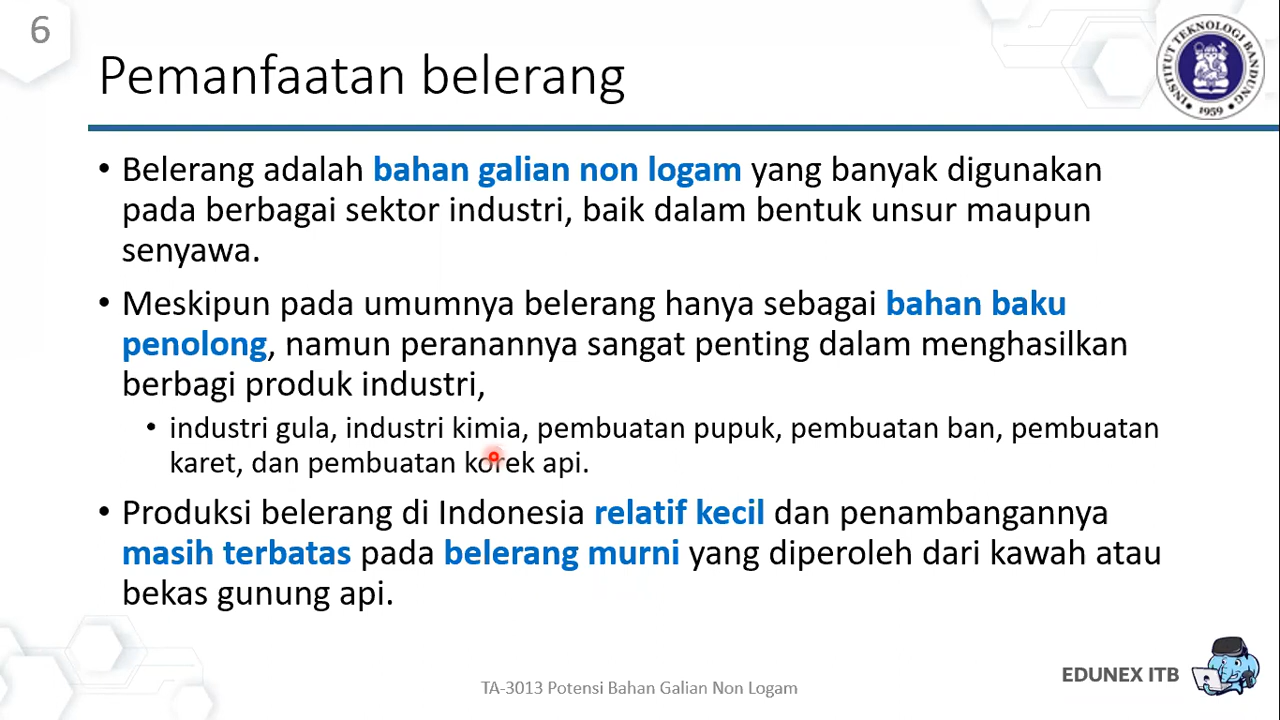 6
Pemanfaatan belerang
INSTITUT TEKNOLOGI BANDUNG
1959
• Belerang adalah bahan galian non logam yang banyak digunakan
pada berbagai sektor industri, baik dalam bentuk unsur maupun
senyawa.
• Meskipun pada umumnya belerang hanya sebagai bahan baku
penolong, namun peranannya sangat penting dalam menghasilkan
berbagi produk industri,
• industri gula, industri kimia, pembuatan pupuk, pembuatan ban, pembuatan
karet, dan pembuatan korek api.
• Produksi belerang di Indonesia relatif kecil dan penambangannya
masih terbatas pada belerang murni yang diperoleh dari kawah atau
bekas gunung api.
TA-3013 Potensi Bahan Galian Non Logam
EDUNEX ITB